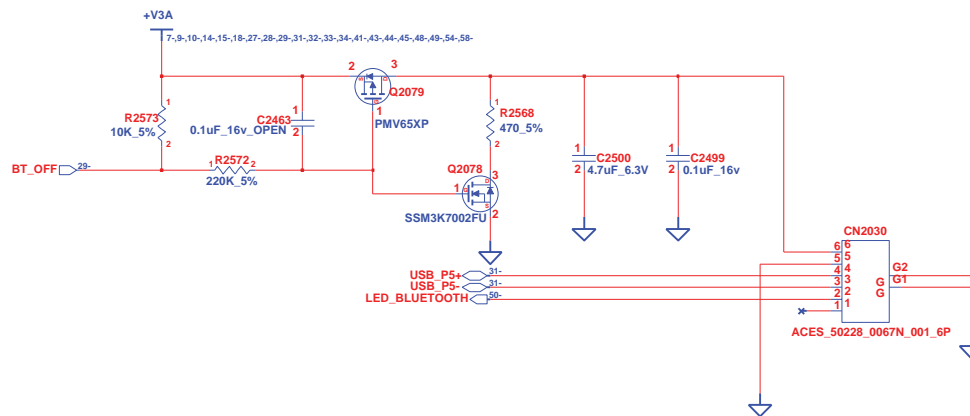 +V3A
7-,9-,10-,14-,15-,18-,27-,28-,29-,31-,32-,33-,34-,41-,43-,44-,45-,48-,49-,54-,58-
2
3
S
D
G
Q2079
1
PMV65XP
1
R2573
10K_5%
2
1
C2463
0.1uF_16v_OPEN
2
1
R2568
470_5%
2
BT_OFF
29-
R2572
1
2
220K_5%
Q2078
3
D
1
G
S
2
SSM3K7002FU
1
C2500
2
4.7uF_6.3V
1
C2499
2
0.1uF_16v
CN2030
6
6
5
5
USB_P5+
31-
4
4
G2
USB_P5-
31-
3
3
G
G1
LED_BLUETOOTH
50-
2
2
G
1
1
ACES_50228_0067N_001_6P